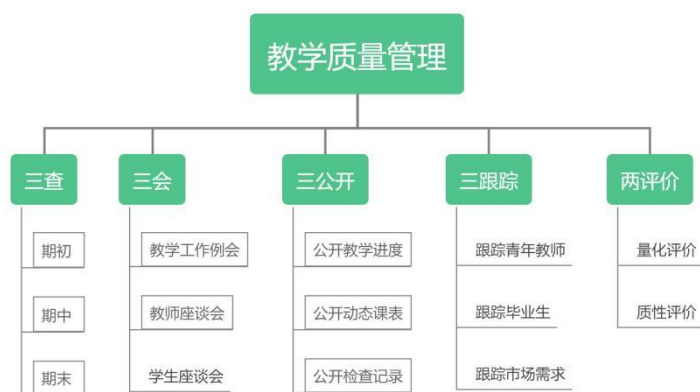 教学质量管理
三查
三会
三公开
三跟踪
两评价
期初
教学工作例会
公开教学进度
跟踪青年教师
量化评价
期中
教师座谈会
公开动态课表
跟踪毕业生
质性评价
期末
学生座谈会
公开检查记录
跟踪市场需求